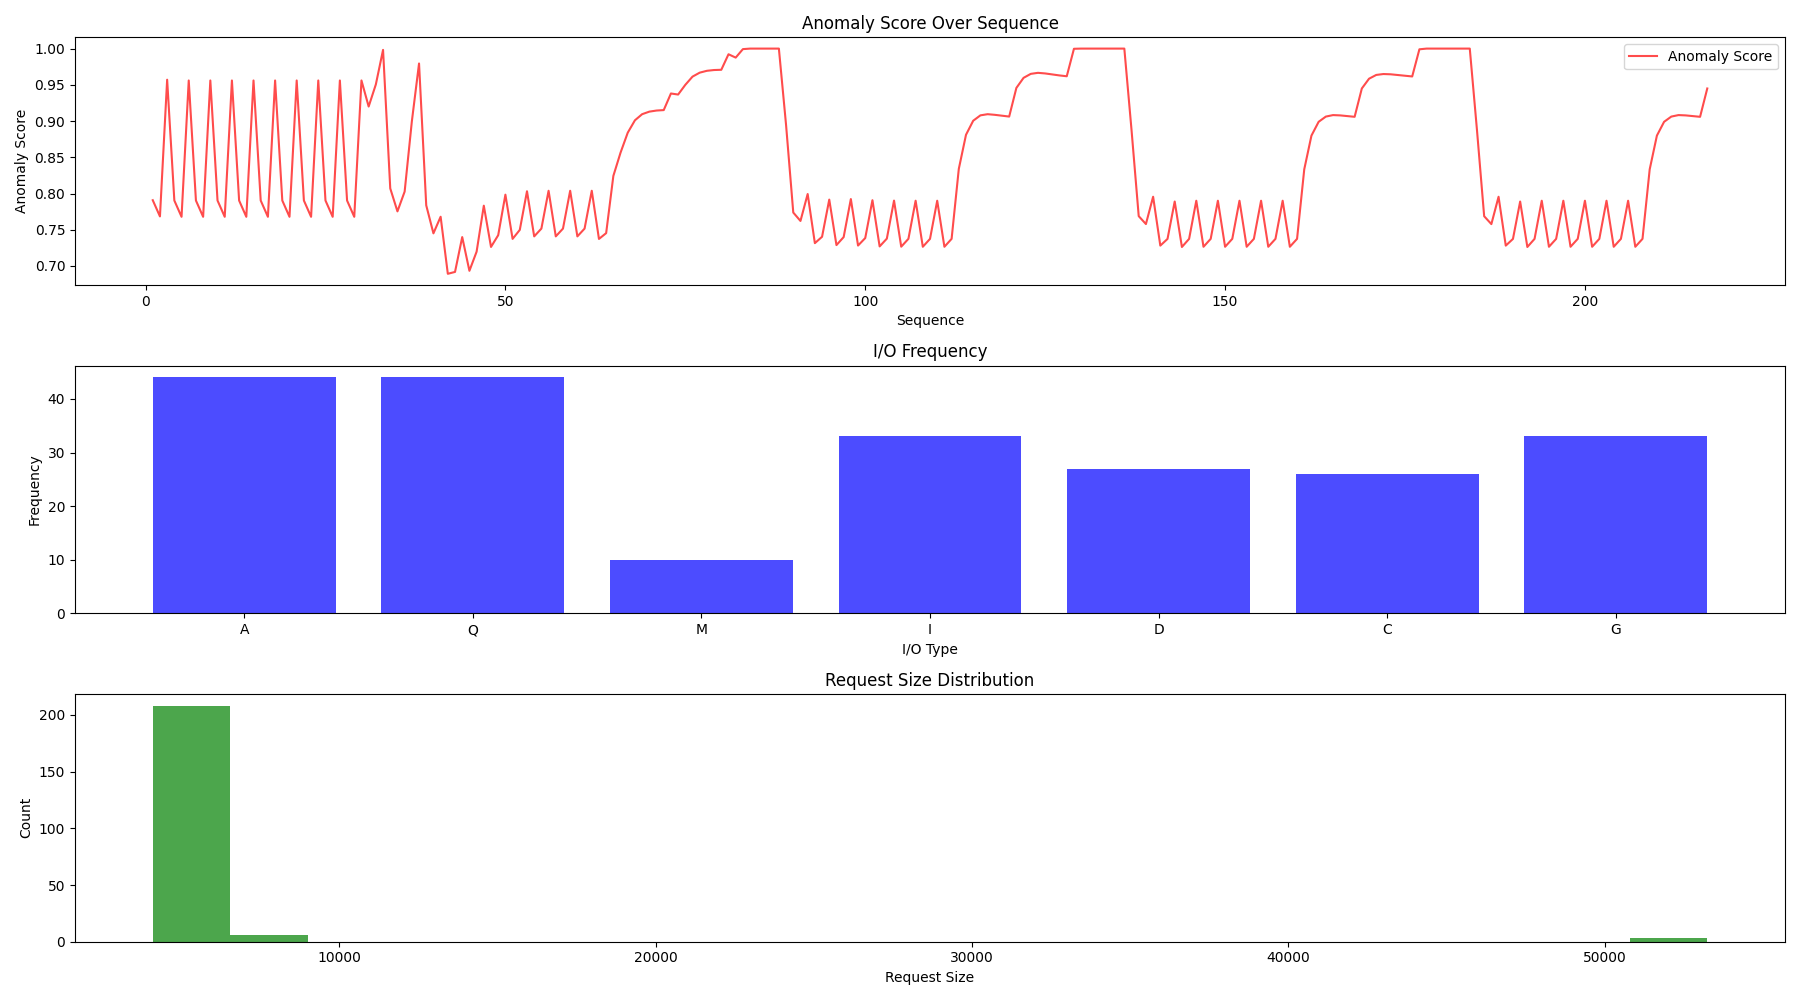 Anomaly Score Over Sequence
1.00
0.95
0.90
0.85
0.80
0.75
0.70
Anomaly Score
Anomaly Score
0 50 100 150 200
Sequence
I/O Frequency
40
30
20
10
0
Frequency
A Q M I D C G
I/O Type
Request Size Distribution
200
150
100
50
0
Count
10000 20000 30000 40000 50000
Request Size